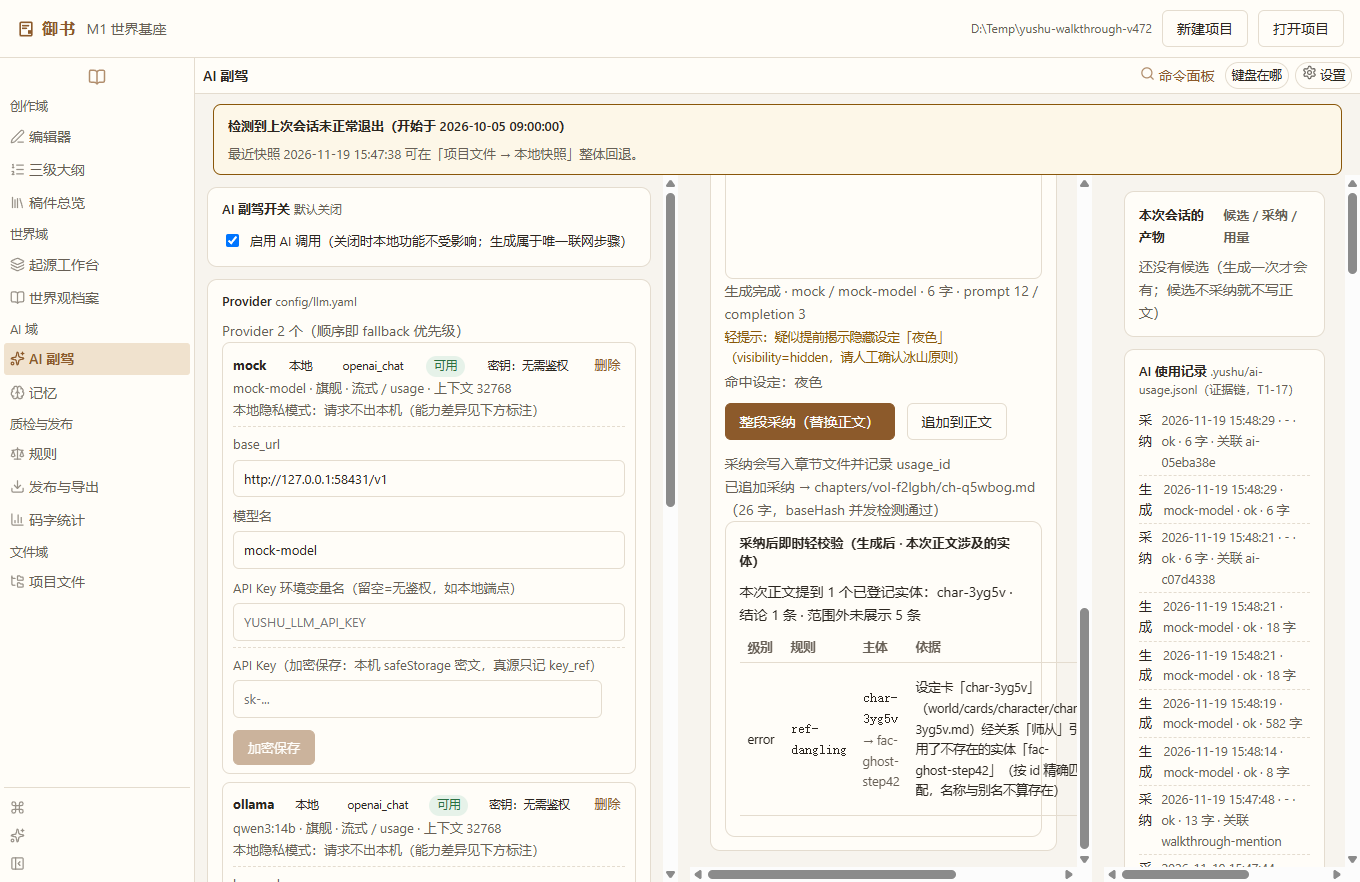 御书 M1 世界基座
D:\Temp\yushu-walkthrough-v472
新建项目
打开项目
创作域
编辑器
三级大纲
稿件总览
世界域
起源工作台
世界观档案
AI 域
AI 副驾
记忆
质检与发布
规则
发布与导出
码字统计
文件域
项目文件
AI 副驾
命令面板
键盘在哪
设置
检测到上次会话未正常退出（开始于 2026-10-05 09:00:00）
最近快照 2026-11-19 15:47:38 可在「项目文件 → 本地快照」整体回退。
AI 副驾开关 默认关闭
启用 AI 调用（关闭时本地功能不受影响；生成属于唯一联网步骤）
Provider config/llm.yaml
Provider 2 个（顺序即 fallback 优先级）
mock 本地 openai_chat 可用 密钥：无需鉴权 删除
mock-model · 旗舰 · 流式 / usage · 上下文 32768
本地隐私模式：请求不出本机（能力差异见下方标注）
base_url
http://127.0.0.1:58431/v1
模型名
mock-model
API Key 环境变量名（留空=无鉴权，如本地端点）
YUSHU_LLM_API_KEY
API Key（加密保存：本机 safeStorage 密文，真源只记 key_ref）
sk-...
加密保存
ollama 本地 openai_chat 可用 密钥：无需鉴权 删除
qwen3:14b · 旗舰 · 流式 / usage · 上下文 32768
本地隐私模式：请求不出本机（能力差异见下方标注）
生成完成 · mock / mock-model · 6 字 · prompt 12 /
completion 3
轻提示：疑似提前揭示隐藏设定「夜色」
（visibility=hidden，请人工确认冰山原则）
命中设定：夜色
整段采纳（替换正文）
追加到正文
采纳会写入章节文件并记录 usage_id
已追加采纳 → chapters/vol-f2lgbh/ch-q5wbog.md
（26 字，baseHash 并发检测通过）
采纳后即时轻校验（生成后 · 本次正文涉及的实
体）
本次正文提到 1 个已登记实体：char-3yg5v ·
结论 1 条 · 范围外未展示 5 条
级别 规则 主体 依据
error
ref-
dangling
char-
3yg5v
→ fac-
ghost-
step42
设定卡「char-3yg5v」
（world/cards/character/char
3yg5v.md）经关系「师从」引
用了不存在的实体「fac-
ghost-step42」（按 id 精确匹
配，名称与别名不算存在）
本次会话的
产物
候选 / 采纳 /
用量
还没有候选（生成一次才会
有；候选不采纳就不写正
文）
AI 使用记录 .yushu/ai-
usage.jsonl（证据链，T1-17）
采纳 2026-11-19 15:48:29 · - ·
ok · 6 字 · 关联 ai-
05eba38e
生成 2026-11-19 15:48:29 ·
mock-model · ok · 6 字
采纳 2026-11-19 15:48:21 · - ·
ok · 6 字 · 关联 ai-
c07d4338
生成 2026-11-19 15:48:21 ·
mock-model · ok · 18 字
生成 2026-11-19 15:48:21 ·
mock-model · ok · 18 字
生成 2026-11-19 15:48:19 ·
mock-model · ok · 582 字
生成 2026-11-19 15:48:14 ·
mock-model · ok · 8 字
采纳 2026-11-19 15:47:48 · - ·
ok · 13 字 · 关联
walkthrough-mention